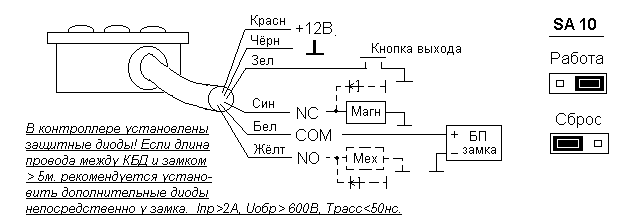 Красн
+12В.
Чёрн
Зел
Кнопка выхода
Син
NC
Магн
Бел
COM
+ БП
– замка
Жёлт
NO
Мех
SA 10
Работа
Сброс
В контроллере установлены
защитные диоды! Если длина
провода между КБД и замком
> 5м. рекомендуется устано-
вить дополнительные диоды
непосредственно у замка. Iпр>2А, Uобр> 600В, Tрасс<50нс.